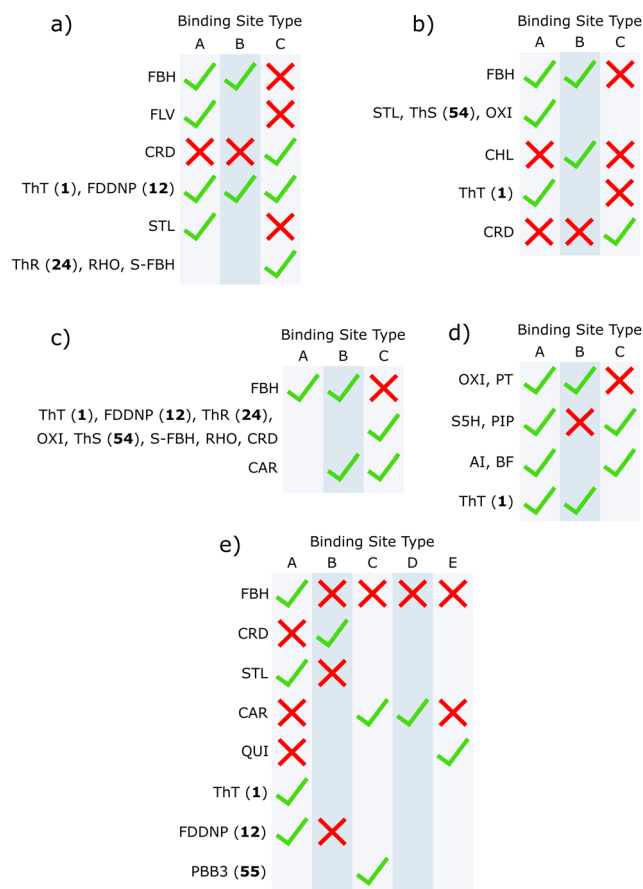 a)
Binding Site Type
A B C
FBH
FLV
CRD
ThT (1), FDDNP (12)
STL
ThR (24), RHO, S-FBH
b)
Binding Site Type
A B C
FBH
STL, ThS (54), OXI
CHL
ThT (1)
CRD
c)
Binding Site Type
A B C
FBH
ThT (1), FDDNP (12), ThR (24),
OXI, ThS (54), S-FBH, RHO, CRD
CAR
d)
Binding Site Type
A B C
OXI, PT
S5H, PIP
AI, BF
ThT (1)
e)
Binding Site Type
A B C D E
FBH
CRD
STL
CAR
QUI
ThT (1)
FDDNP (12)
PBB3 (55)